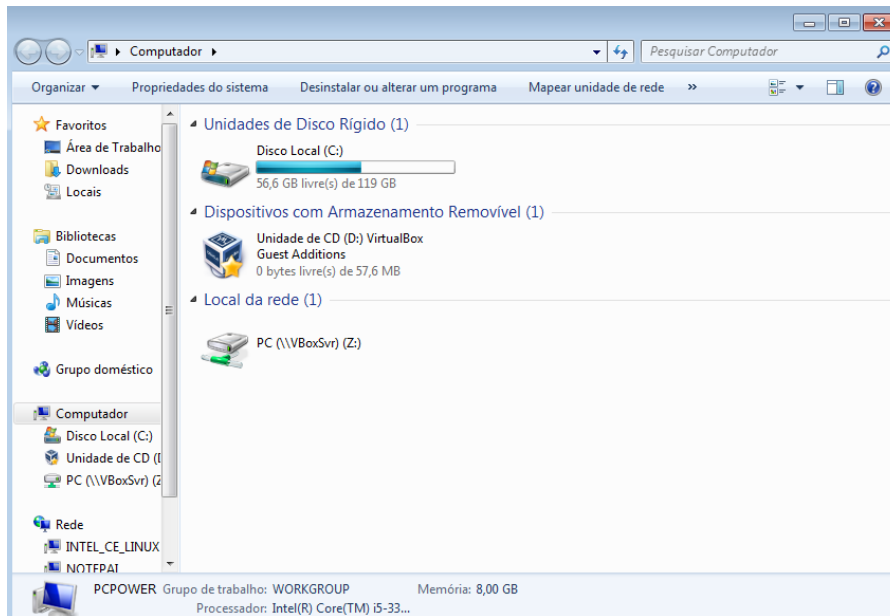 Computador
Pesquisar Computador
Organizar
Propriedades do sistema
Desinstalar ou alterar um programa
Mapear unidade de rede
»
Favoritos
Área de Trabalho
Downloads
Locais
Bibliotecas
Documentos
Imagens
Músicas
Vídeos
Grupo doméstico
Computador
Disco Local (C:)
Unidade de CD (
PC (\\VBoxSvr) (Z
Rede
INTEL_CE_LINUX
NOTEPAI
Unidades de Disco Rígido (1)
Disco Local (C:)
56,6 GB livre(s) de 119 GB
Dispositivos com Armazenamento Removível (1)
Unidade de CD (D:) VirtualBox
Guest Additions
0 bytes livre(s) de 57,6 MB
Local da rede (1)
PC (\\VBoxSvr) (Z:)
PCPOWER Grupo de trabalho: WORKGROUP Memória: 8,00 GB
Processador: Intel(R) Core(TM) i5-33...